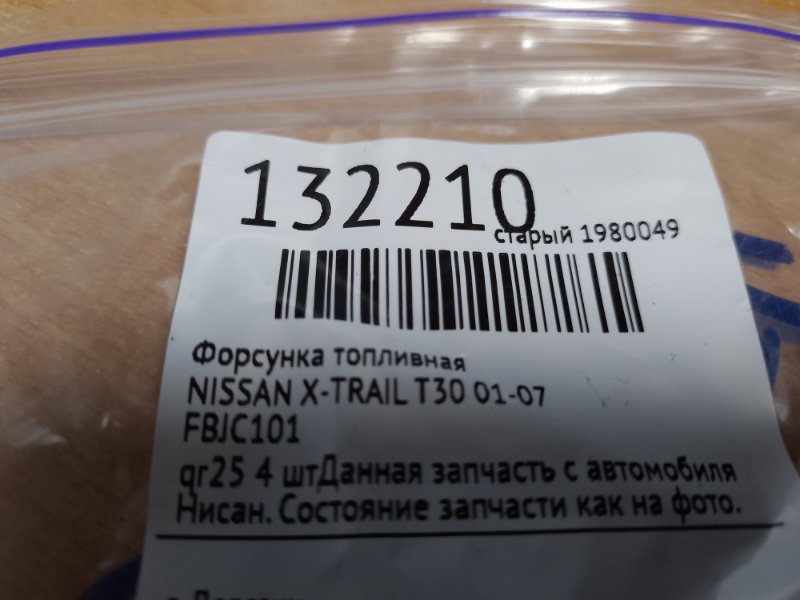 132210
старый 1980049
Форсунка топливная
NISSAN X-TRAIL T30 01-07
FBJC101
qr25 4 штДанная запчасть с автомобиля
Нисан. Состояние запчасти как на фото.